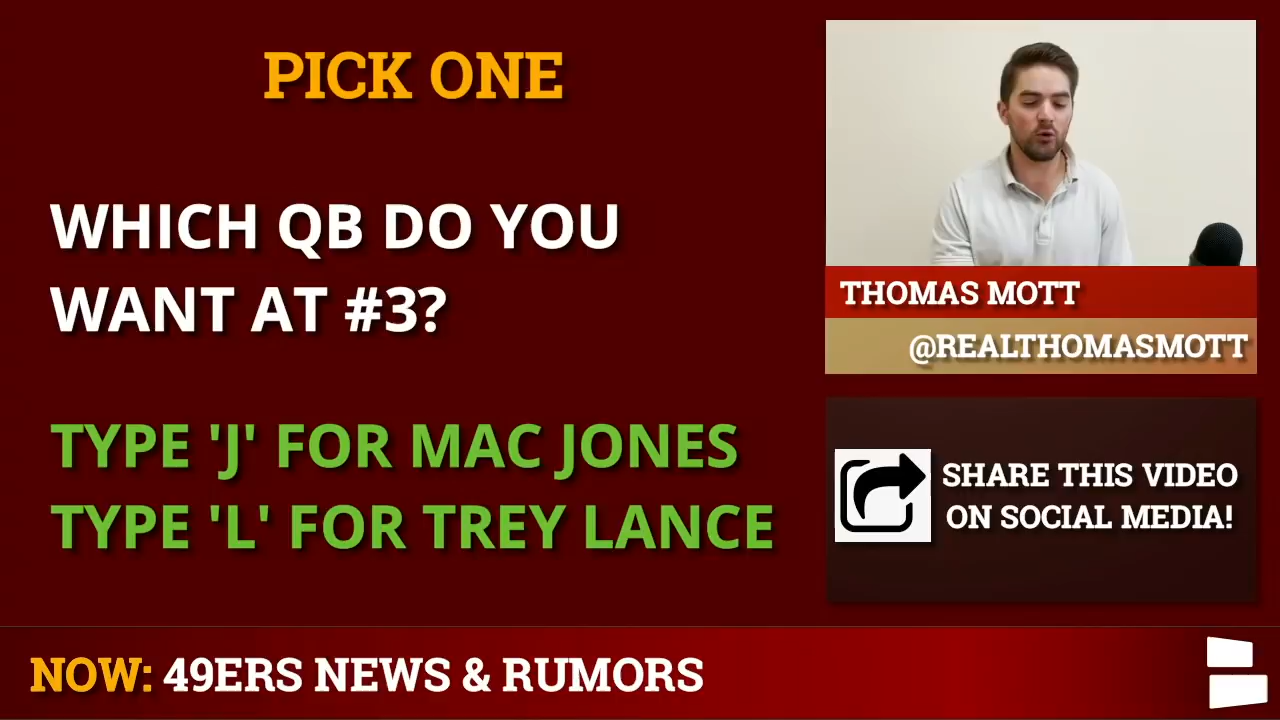 PICK ONE
WHICH QB DO YOU
WANT AT #3?
TYPE 'J' FOR MAC JONES
TYPE 'L' FOR TREY LANCE
THOMAS MOTT
@REALTHOMASMOTT
SHARE THIS VIDEO
ON SOCIAL MEDIA!
NOW: 49ERS NEWS & RUMORS